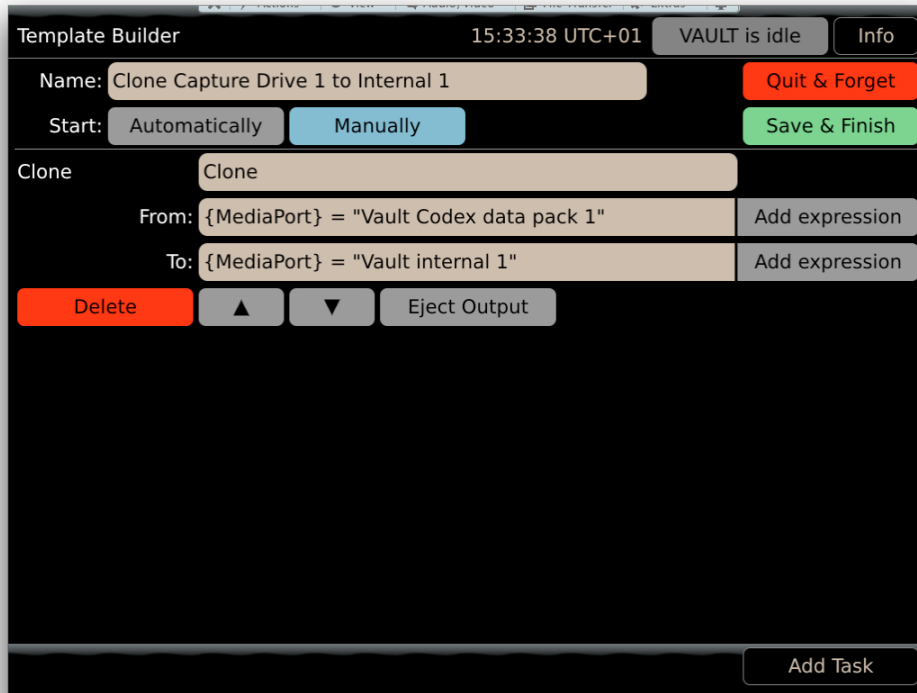 Template Builder 15:33:38 UTC+01 VAULT is idle Info
Name: Clone Capture Drive 1 to Internal 1 Quit & Forget
Start: Automatically Manually Save & Finish
Clone Clone
From: {MediaPort} = "Vault Codex data pack 1" Add expression
To: {MediaPort} = "Vault internal 1" Add expression
Delete ▲ ▼ Eject Output
Add Task